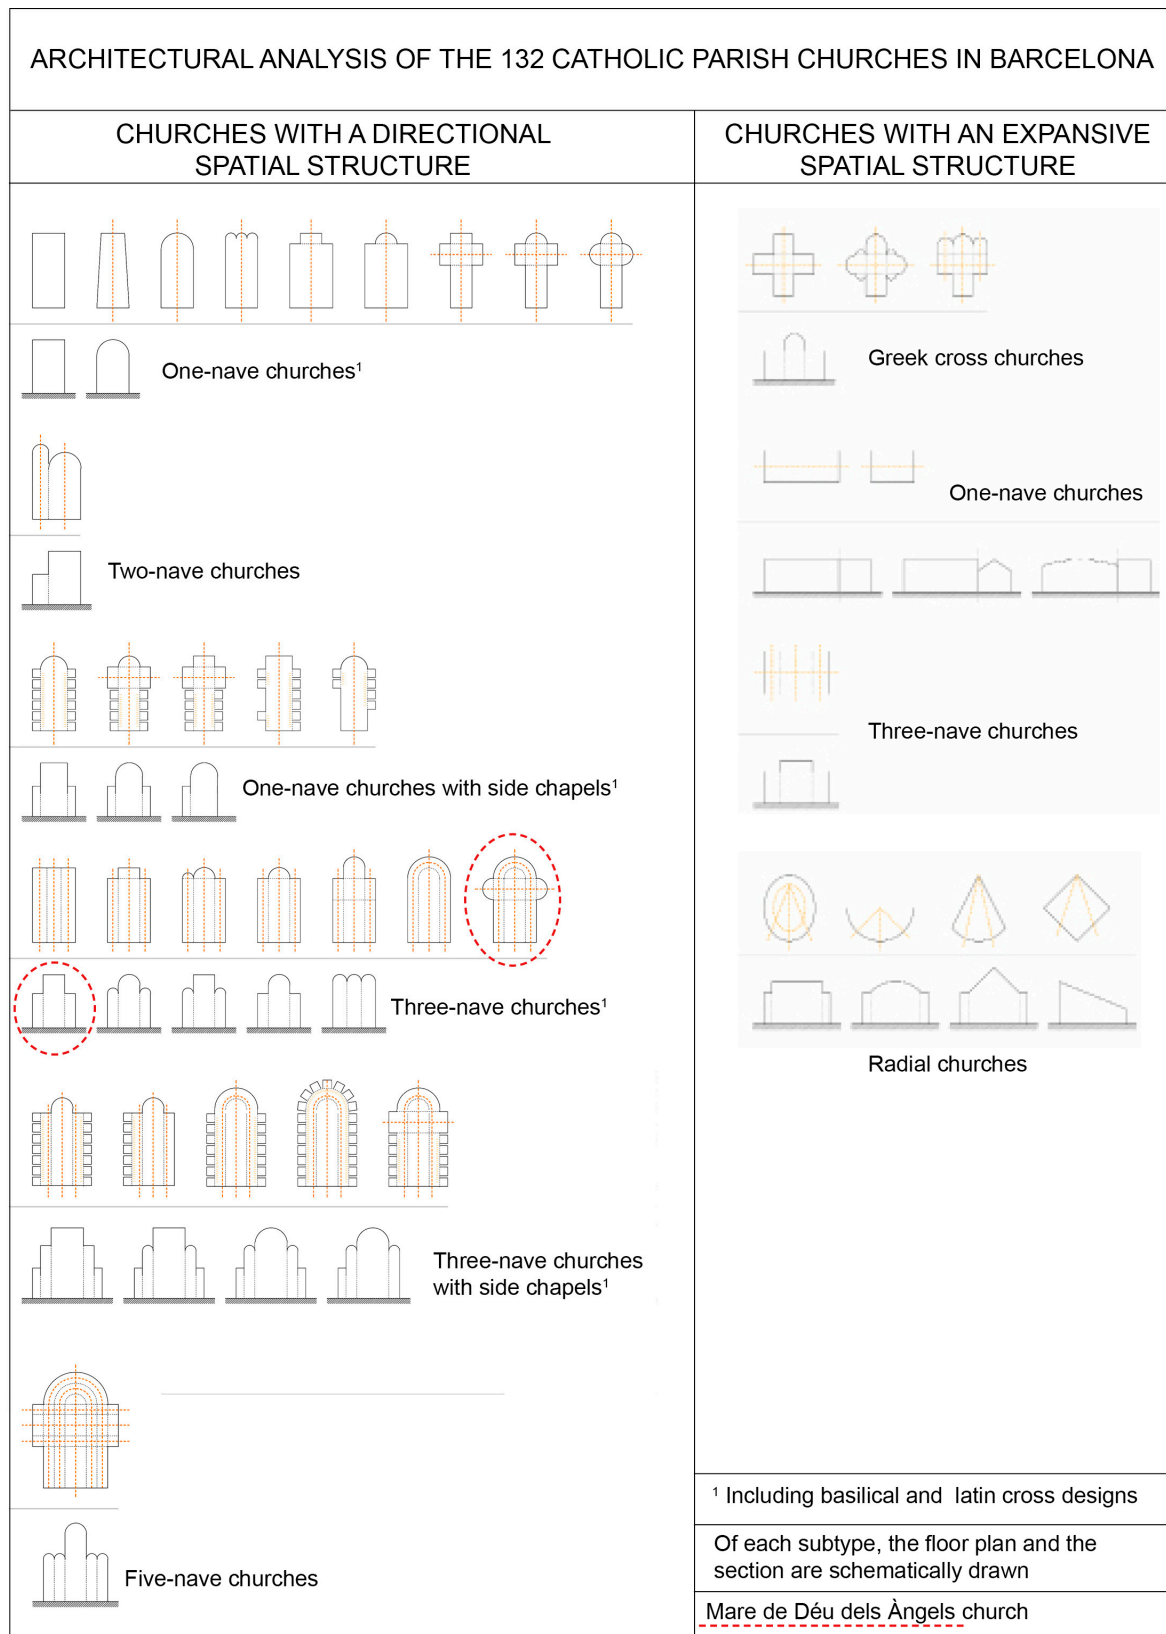 ARCHITECTURAL ANALYSIS OF THE 132 CATHOLIC PARISH CHURCHES IN BARCELONA
CHURCHES WITH A DIRECTIONAL
SPATIAL STRUCTURE
One-nave churches¹
Two-nave churches
One-nave churches with side chapels¹
Three-nave churches¹
Three-nave churches
with side chapels¹
Five-nave churches
CHURCHES WITH AN EXPANSIVE
SPATIAL STRUCTURE
Greek cross churches
One-nave churches
Three-nave churches
Radial churches
¹ Including basilical and latin cross designs
Of each subtype, the floor plan and the
section are schematically drawn
Mare de Déu dels Àngels church